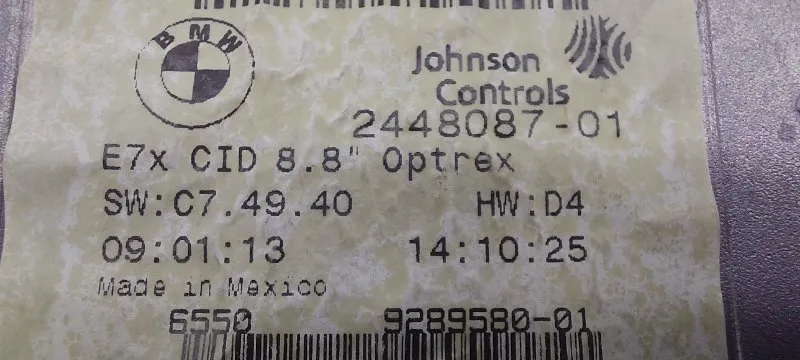 BMW
Johnson
Controls
2448087-01
E7x CID 8.8" Optrex
SW:C7.49.40 HW:D4
09:01:13 14:10:25
Made in Mexico
6550 9289580-01